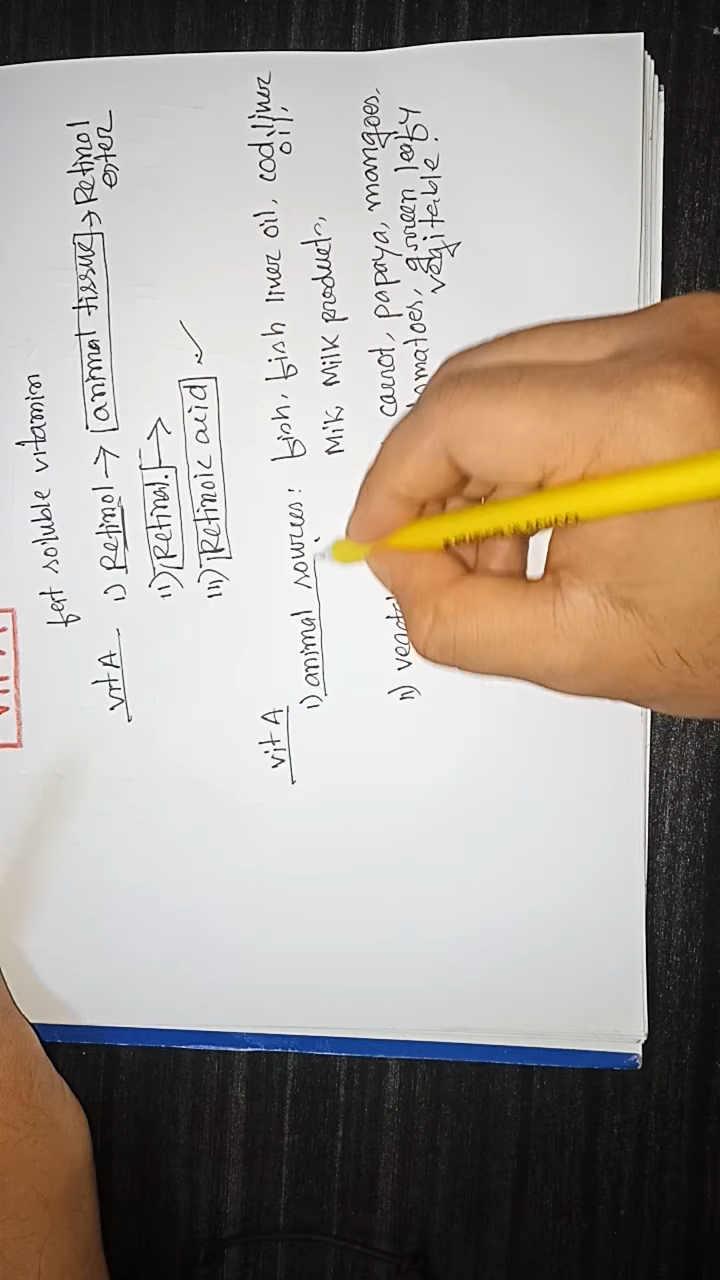 fat soluble vitamin
vit A i) Retinol → animal tissue → Retinol
ester
ii) Retinal. →
iii) Retinoic acid ✓
vit A
i) animal sources: fish, fish liver oil, cod liver
oil,
Milk, Milk products,
ii) carrot, papaya, mangoes.
tomatoes, green leafy
vegitable.